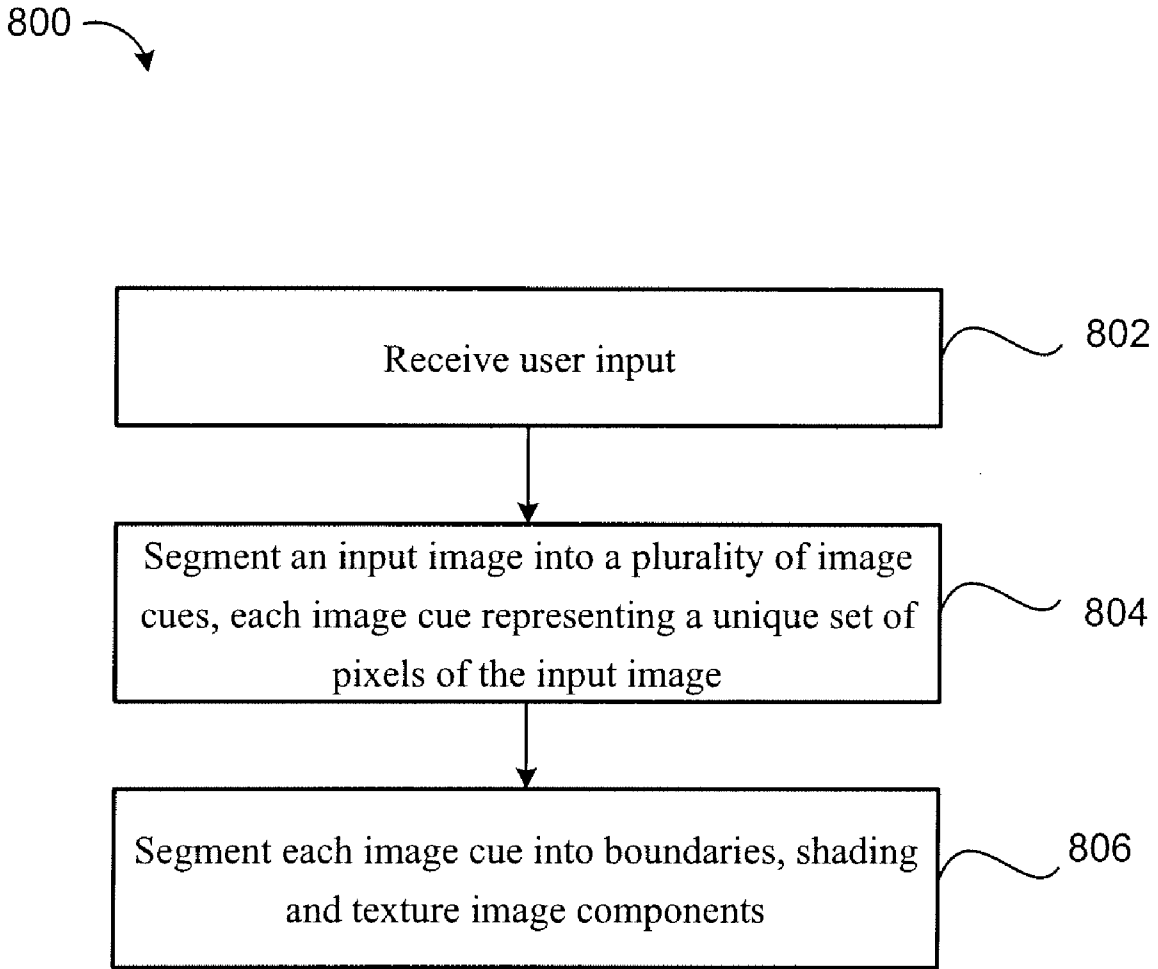 800
Receive user input
802
Segment an input image into a plurality of image
cues, each image cue representing a unique set of
pixels of the input image
804
Segment each image cue into boundaries, shading
and texture image components
806